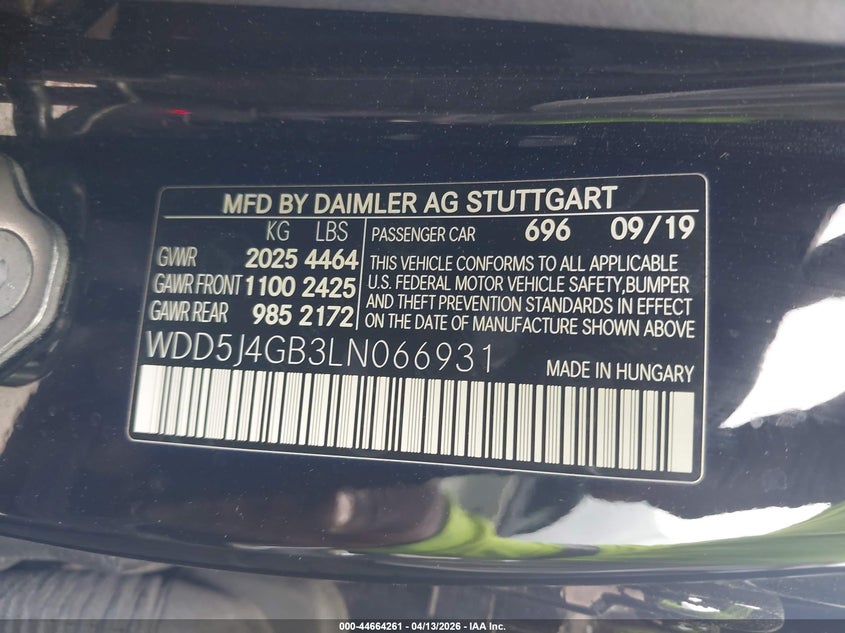 MFD BY DAIMLER AG STUTTGART
KG LBS
GVWR 2025 4464
GAWR FRONT 1100 2425
GAWR REAR 985 2172
PASSENGER CAR 696 09/19
THIS VEHICLE CONFORMS TO ALL APPLICABLE
U.S. FEDERAL MOTOR VEHICLE SAFETY,BUMPER
AND THEFT PREVENTION STANDARDS IN EFFECT
ON THE DATE OF MANUFACTURE SHOWN ABOVE
WDD5J4GB3LN066931
MADE IN HUNGARY
000-44664261 - 04/13/2026 - IAA Inc.